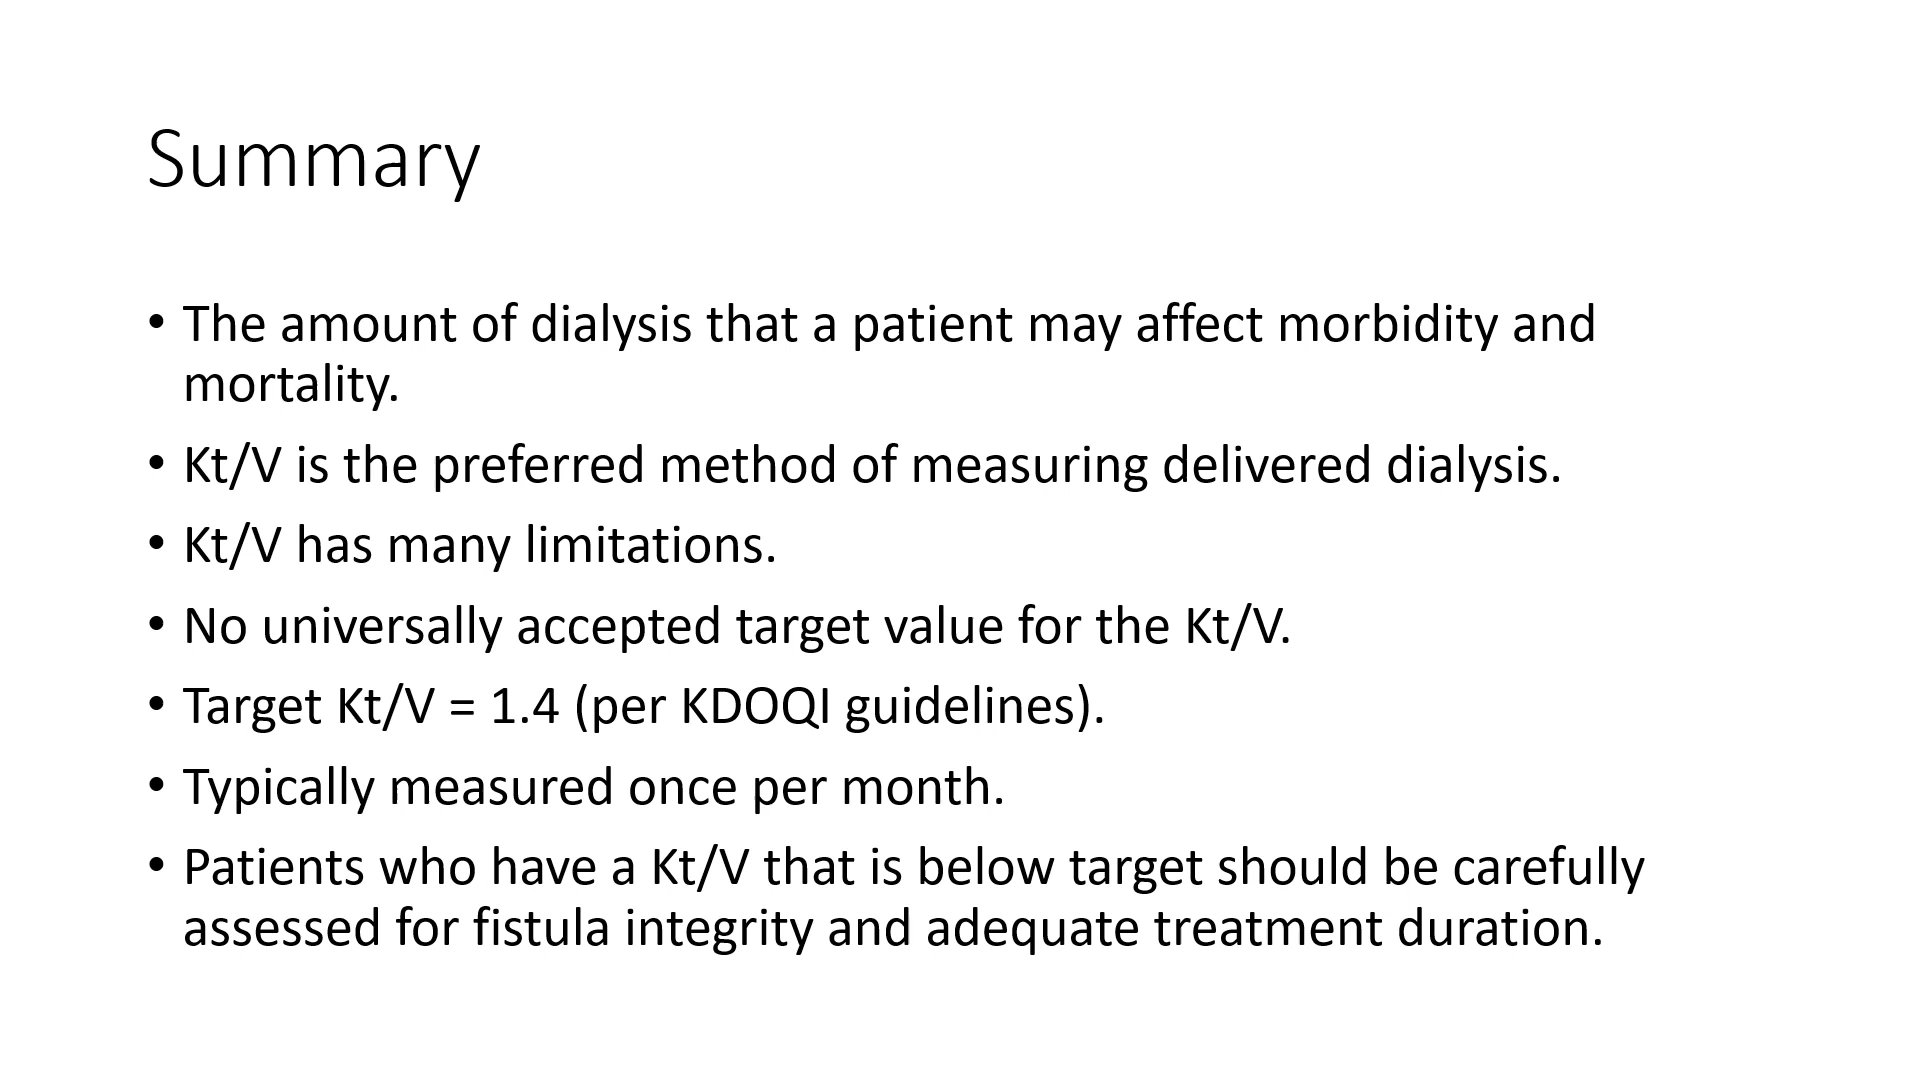 Summary
• The amount of dialysis that a patient may affect morbidity and
mortality.
• Kt/V is the preferred method of measuring delivered dialysis.
• Kt/V has many limitations.
• No universally accepted target value for the Kt/V.
• Target Kt/V = 1.4 (per KDOQI guidelines).
• Typically measured once per month.
• Patients who have a Kt/V that is below target should be carefully
assessed for fistula integrity and adequate treatment duration.